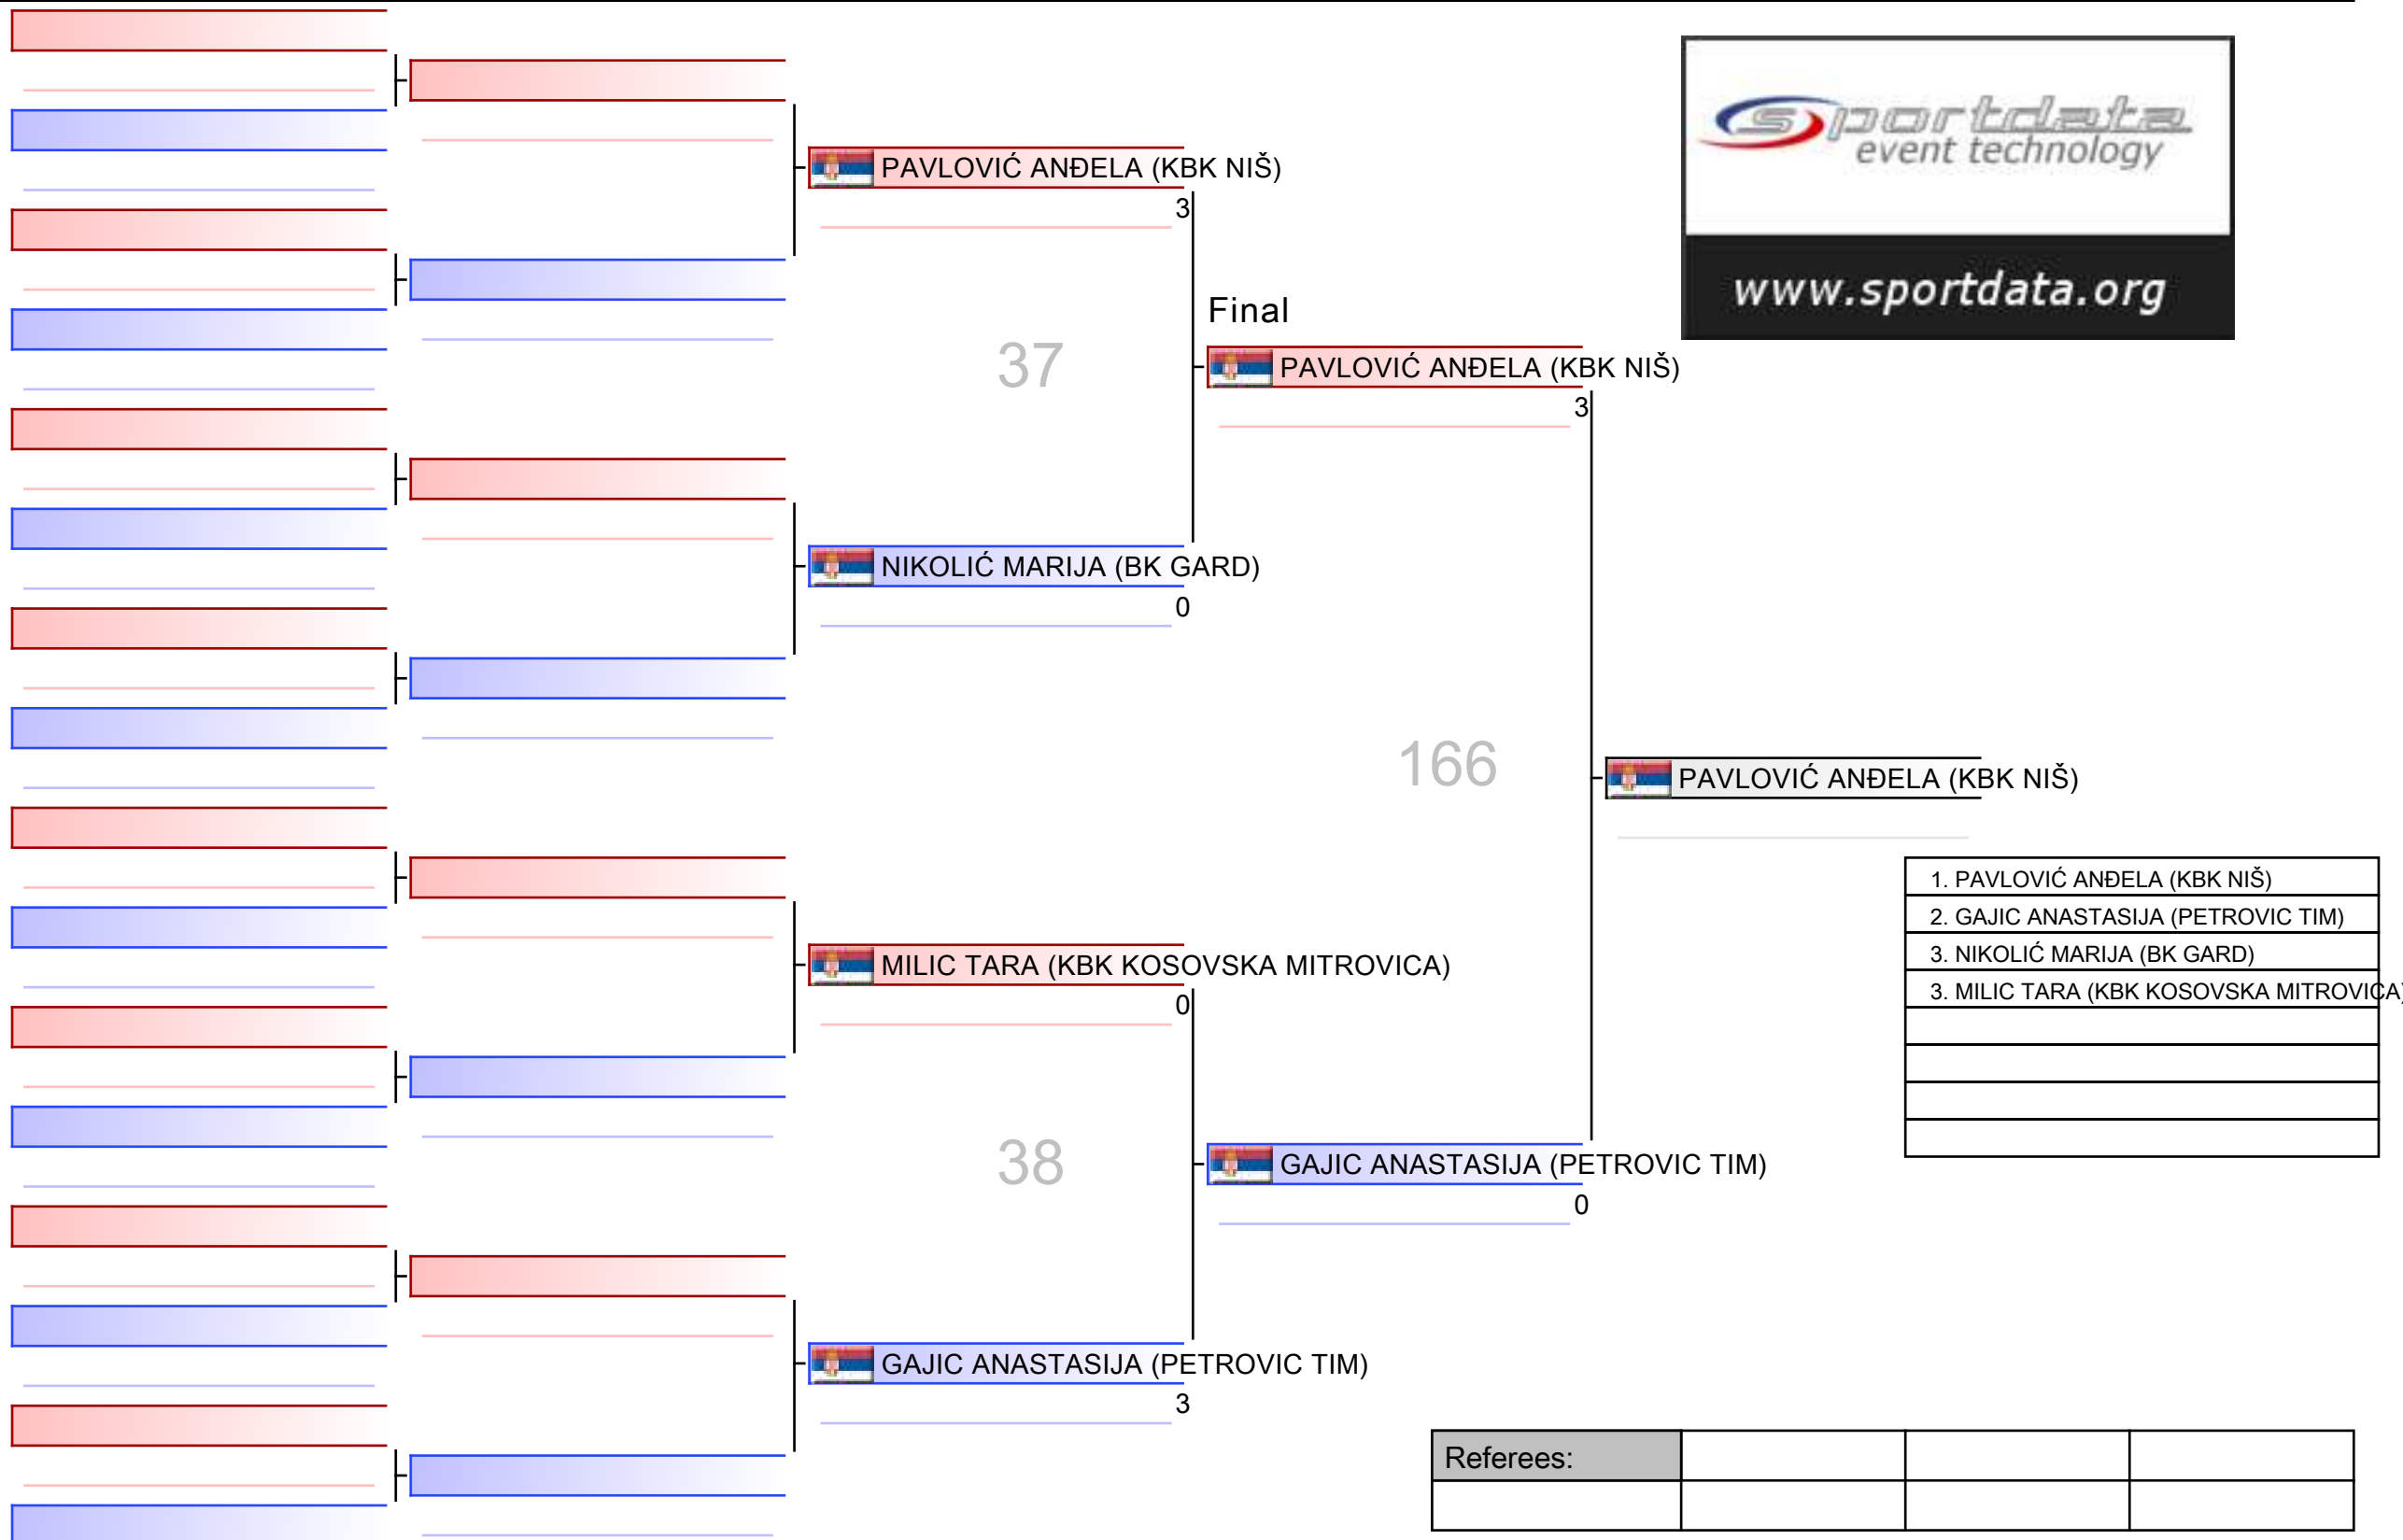 sportdata
event technology
www.sportdata.org
PAVLOVIĆ ANĐELA (KBK NIŠ)
3
Final
37
PAVLOVIĆ ANĐELA (KBK NIŠ)
3
NIKOLIĆ MARIJA (BK GARD)
0
166
PAVLOVIĆ ANĐELA (KBK NIŠ)
1. PAVLOVIĆ ANĐELA (KBK NIŠ)
2. GAJIC ANASTASIJA (PETROVIC TIM)
3. NIKOLIĆ MARIJA (BK GARD)
3. MILIC TARA (KBK KOSOVSKA MITROVICA)
MILIC TARA (KBK KOSOVSKA MITROVICA)
0
38
GAJIC ANASTASIJA (PETROVIC TIM)
0
GAJIC ANASTASIJA (PETROVIC TIM)
3
Referees: